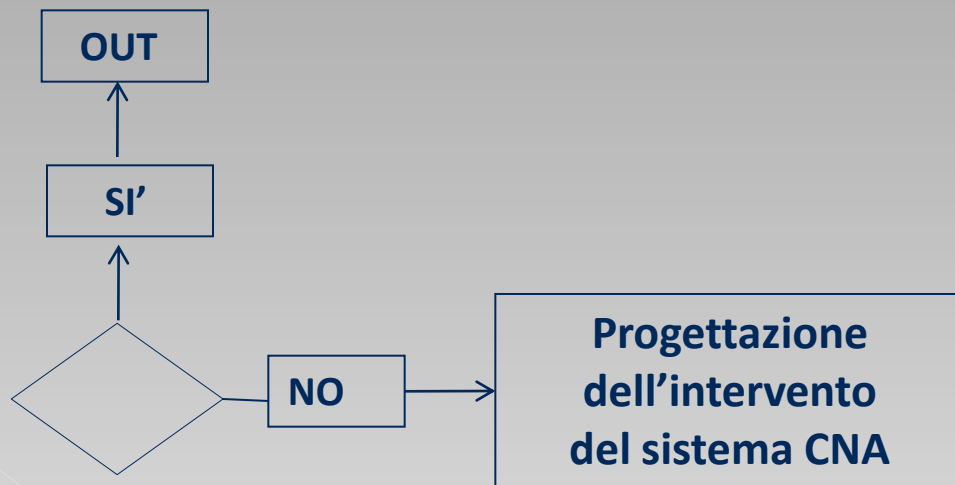 OUT
SI’
NO
Progettazione
dell’intervento
del sistema CNA